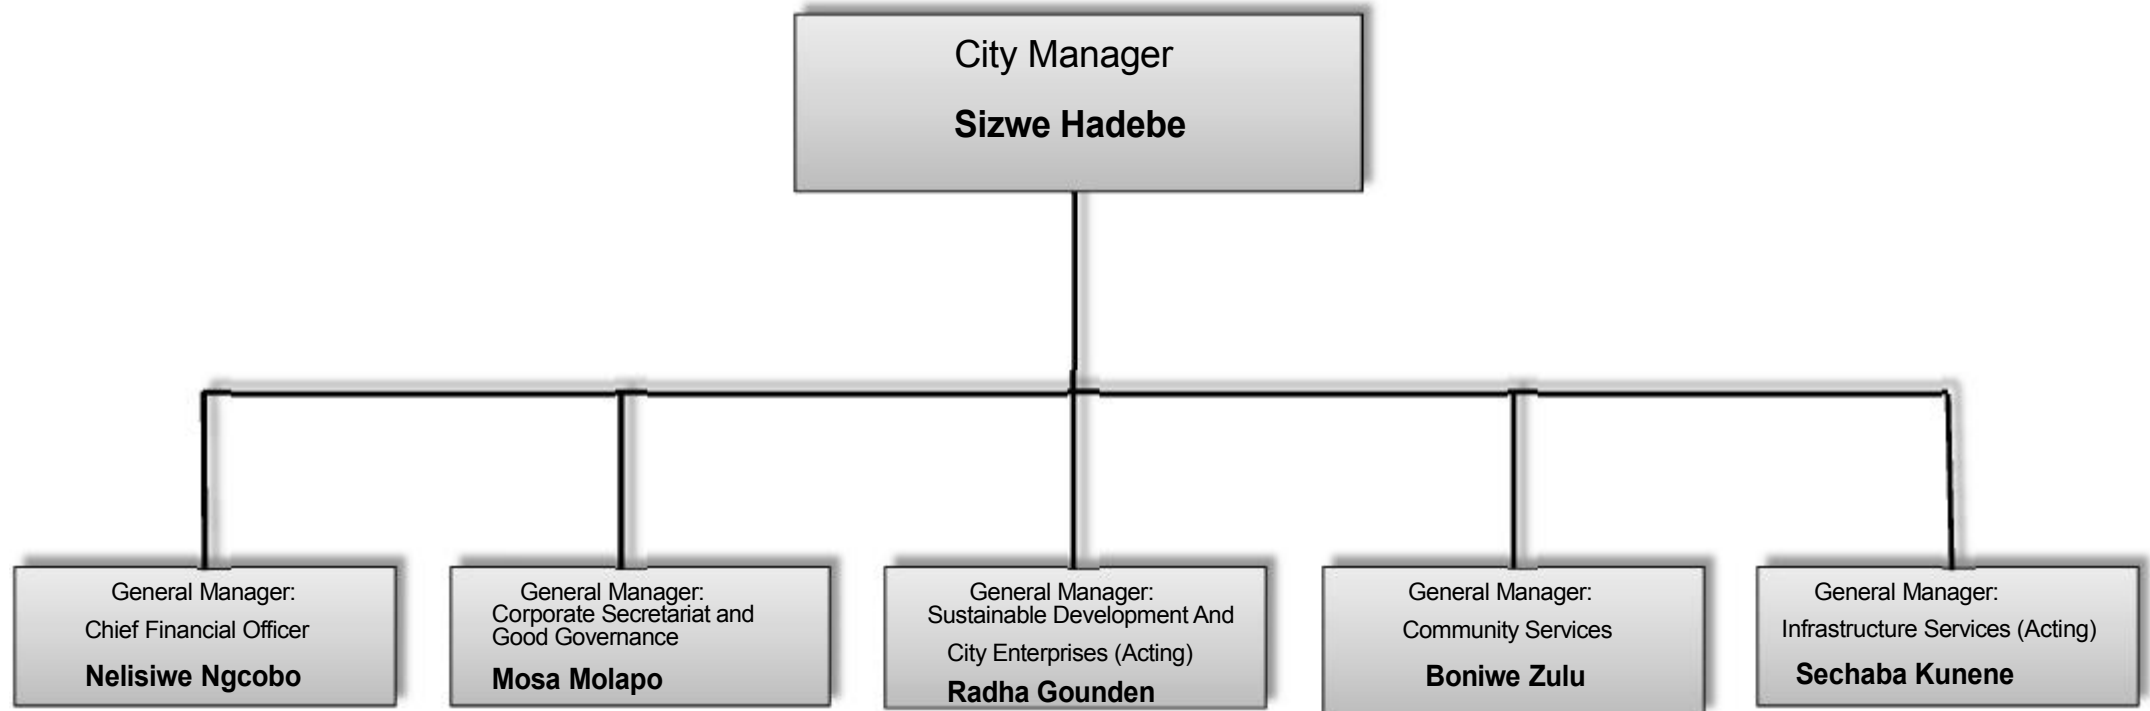 City Manager
Sizwe Hadebe
General Manager:
Chief Financial Officer
Nelisiwe Ngcobo
General Manager:
Corporate Secretariat and
Good Governance
Mosa Molapo
General Manager:
Sustainable Development And
City Enterprises (Acting)
Radha Gounden
General Manager:
Community Services
Boniwe Zulu
General Manager:
Infrastructure Services (Acting)
Sechaba Kunene